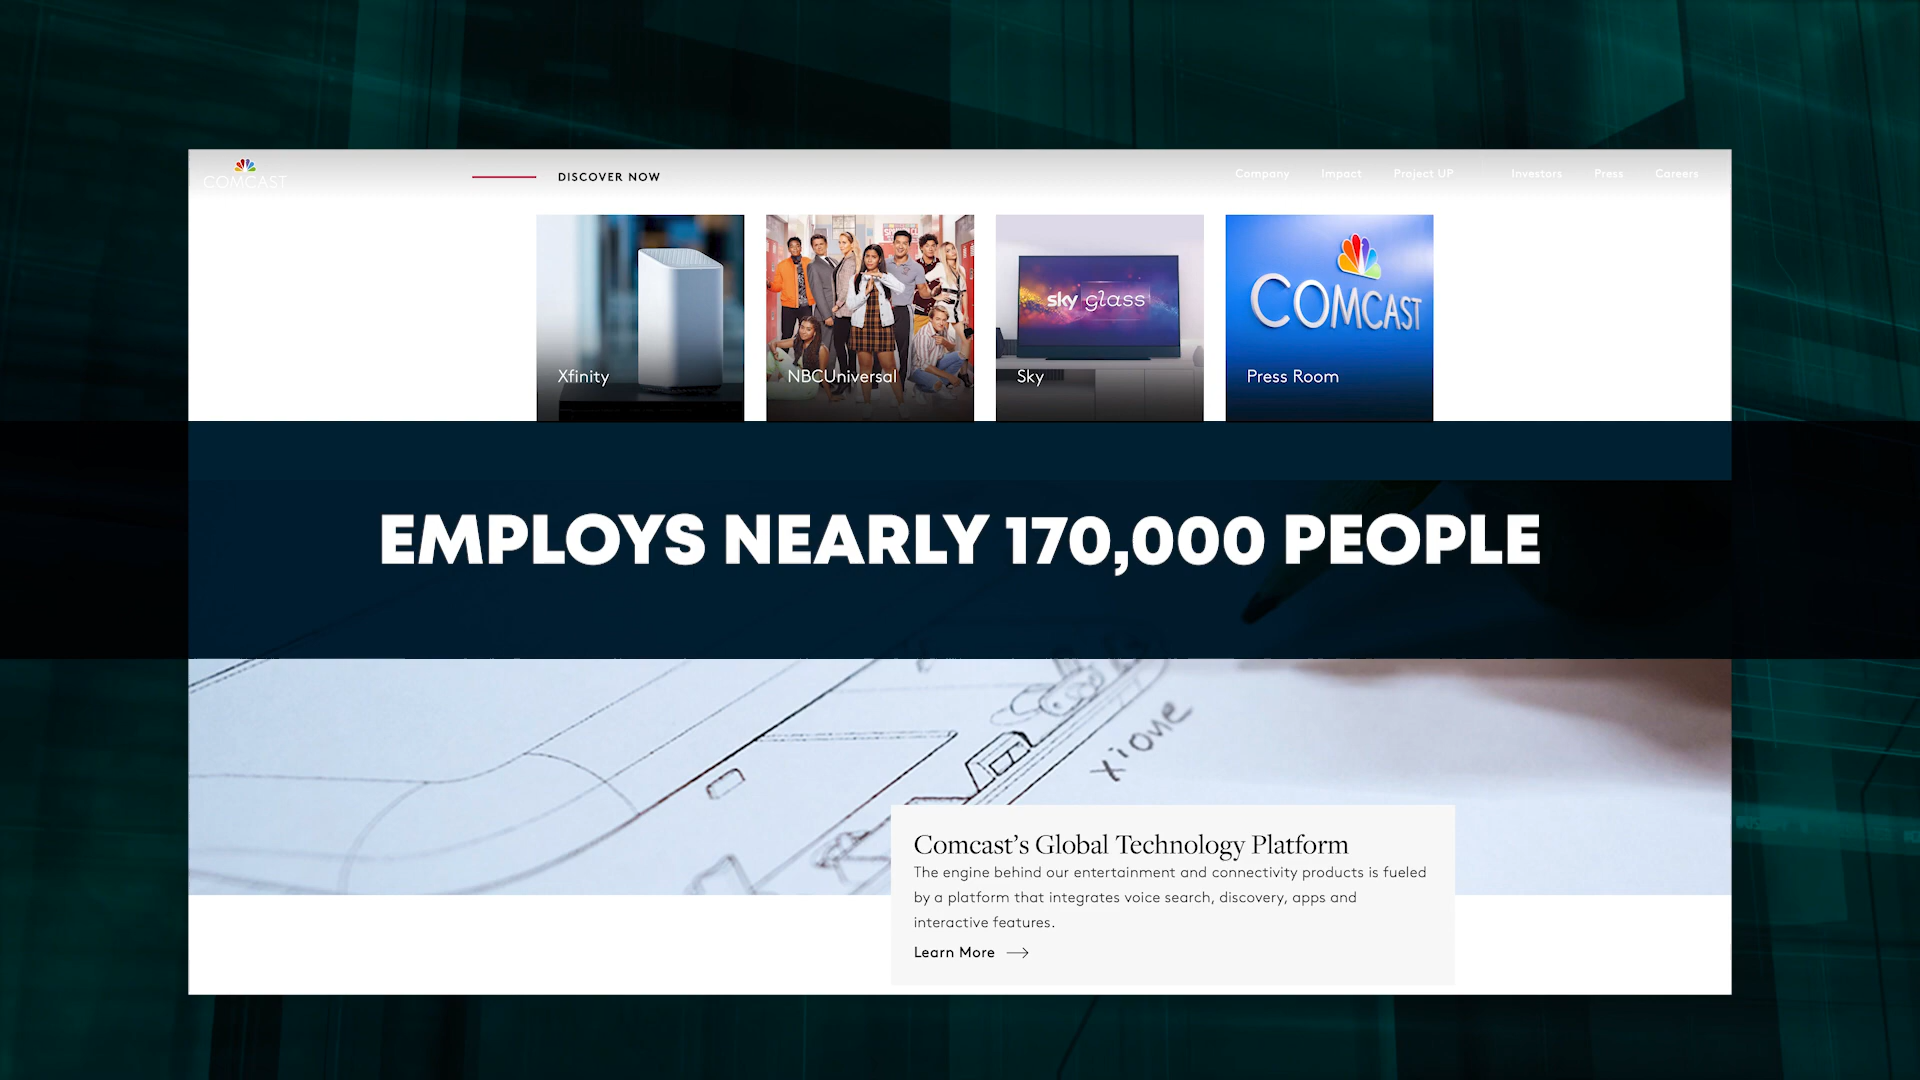 COMCAST
DISCOVER NOW
Company Impact Project UP Investors Press Careers
sky glass
COMCAST
Xfinity
NBCUniversal
Sky
Press Room
EMPLOYS NEARLY 170,000 PEOPLE
xione
Comcast's Global Technology Platform
The engine behind our entertainment and connectivity products is fueled
by a platform that integrates voice search, discovery, apps and
interactive features.
Learn More